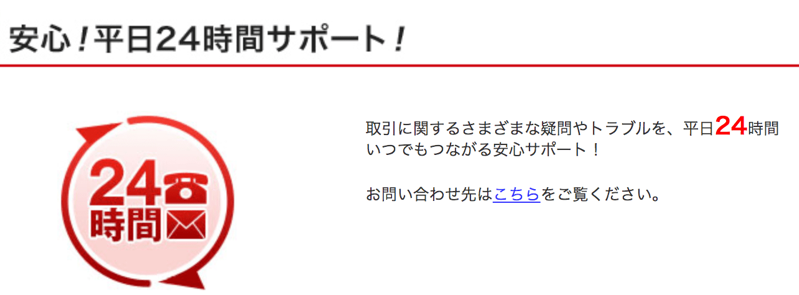 安心!平日24時間サポート!
24
時間
取引に関するさまざまな疑問やトラブルを、平日24時間
いつでもつながる安心サポート!
お問い合わせ先はこちらをご覧ください。